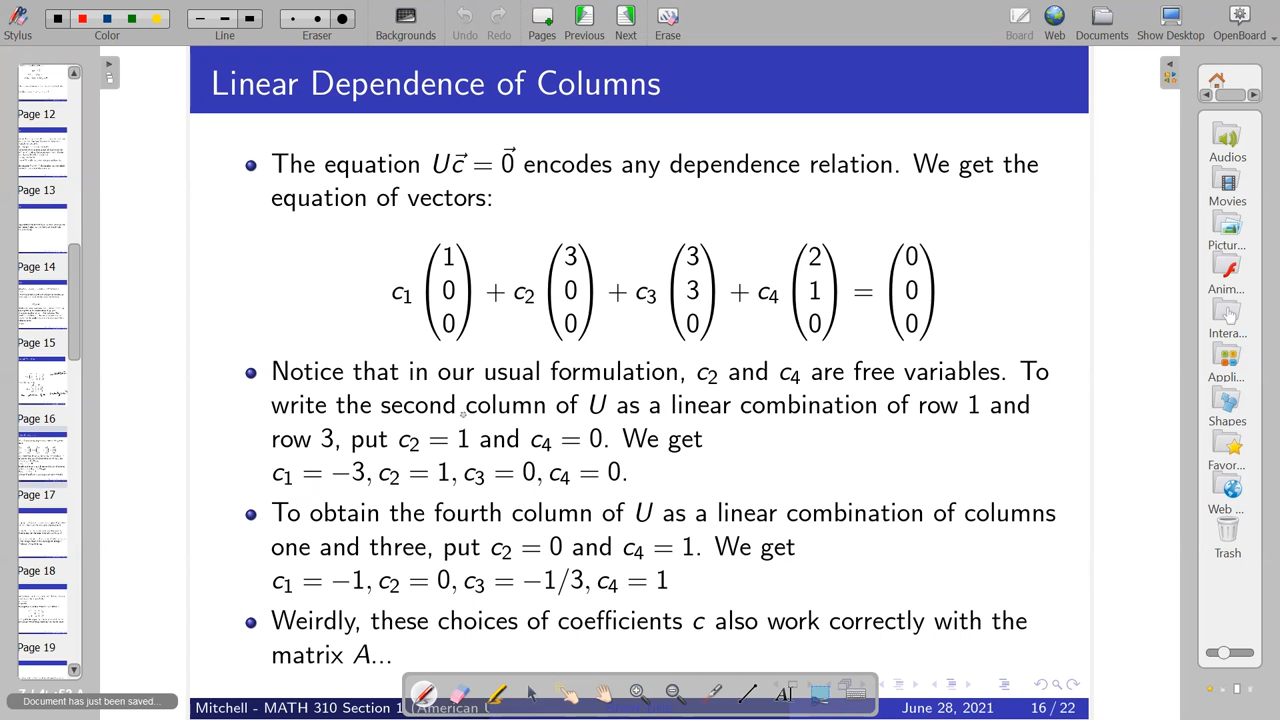 Stylus
Color
Line
Eraser
Backgrounds
Undo
Redo
Pages
Previous
Next
Erase
Board
Web
Documents
Show Desktop
OpenBoard
Page 12
Page 13
Page 14
Page 15
Page 16
Page 17
Page 18
Page 19
Document has just been saved...
Linear Dependence of Columns
The equation Uc⃗ = 0⃗ encodes any dependence relation. We get the
equation of vectors:
c₁ (1 0 0) + c₂ (3 0 0) + c₃ (3 3 0) + c₄ (2 1 0) = (0 0 0)
Notice that in our usual formulation, c₂ and c₄ are free variables. To
write the second column of U as a linear combination of row 1 and
row 3, put c₂ = 1 and c₄ = 0. We get
c₁ = −3, c₂ = 1, c₃ = 0, c₄ = 0.
To obtain the fourth column of U as a linear combination of columns
one and three, put c₂ = 0 and c₄ = 1. We get
c₁ = −1, c₂ = 0, c₃ = −1/3, c₄ = 1
Weirdly, these choices of coefficients c also work correctly with the
matrix A...
Mitchell - MATH 310 Section 1 (American U
June 28, 2021
16 / 22
Audios
Movies
Pictur...
Anim...
Intera...
Appli...
Shapes
Favor...
Web ...
Trash